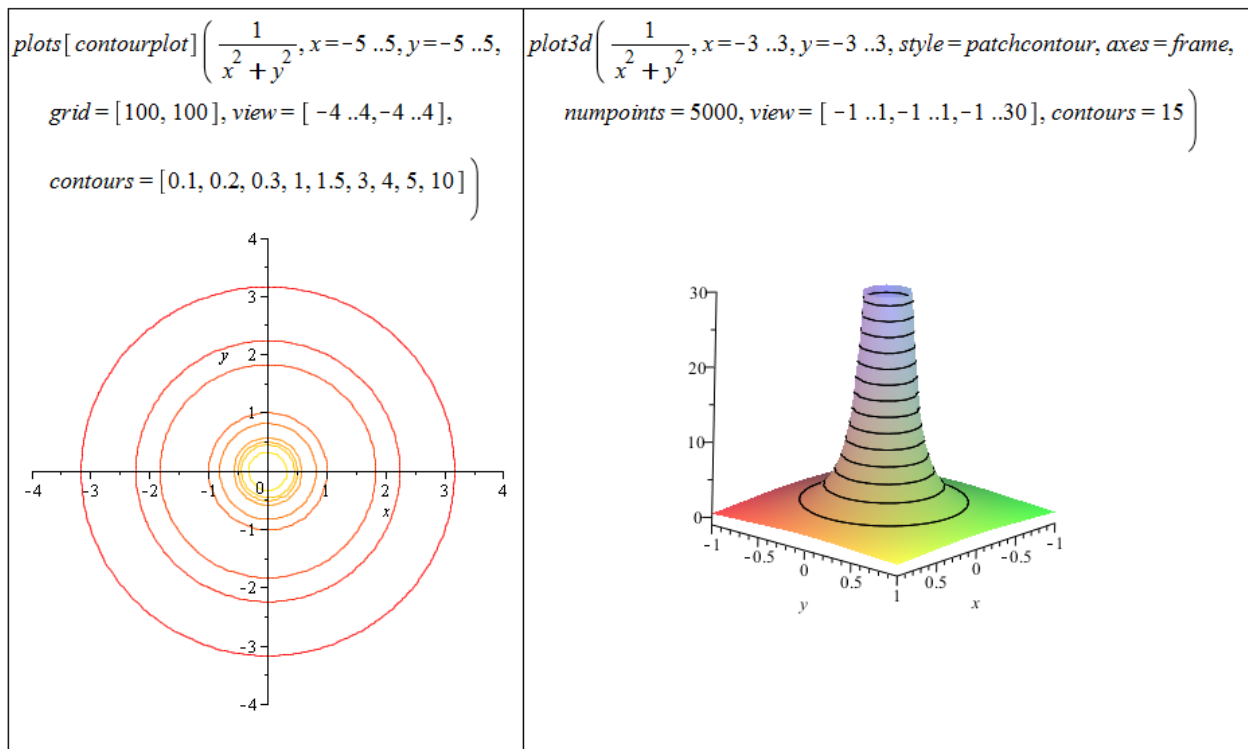 plots[contourplot](1/(x^2 + y^2), x=-5 ..5, y=-5 ..5,
grid=[100, 100], view=[ -4 ..4,-4 ..4],
contours=[0.1, 0.2, 0.3, 1, 1.5, 3, 4, 5, 10])
4
3
y
2
1
-4 -3 -2 -1 0 1 2 3 4
x
-1
-2
-3
-4
plot3d(1/(x^2 + y^2), x=-3 ..3, y=-3 ..3, style=patchcontour, axes=frame,
numpoints = 5000, view=[ -1 ..1,-1 ..1,-1 ..30], contours = 15)
30
20
10
0
-1 -0.5 0 0.5 1
y
0.5 0 -0.5 -1
x